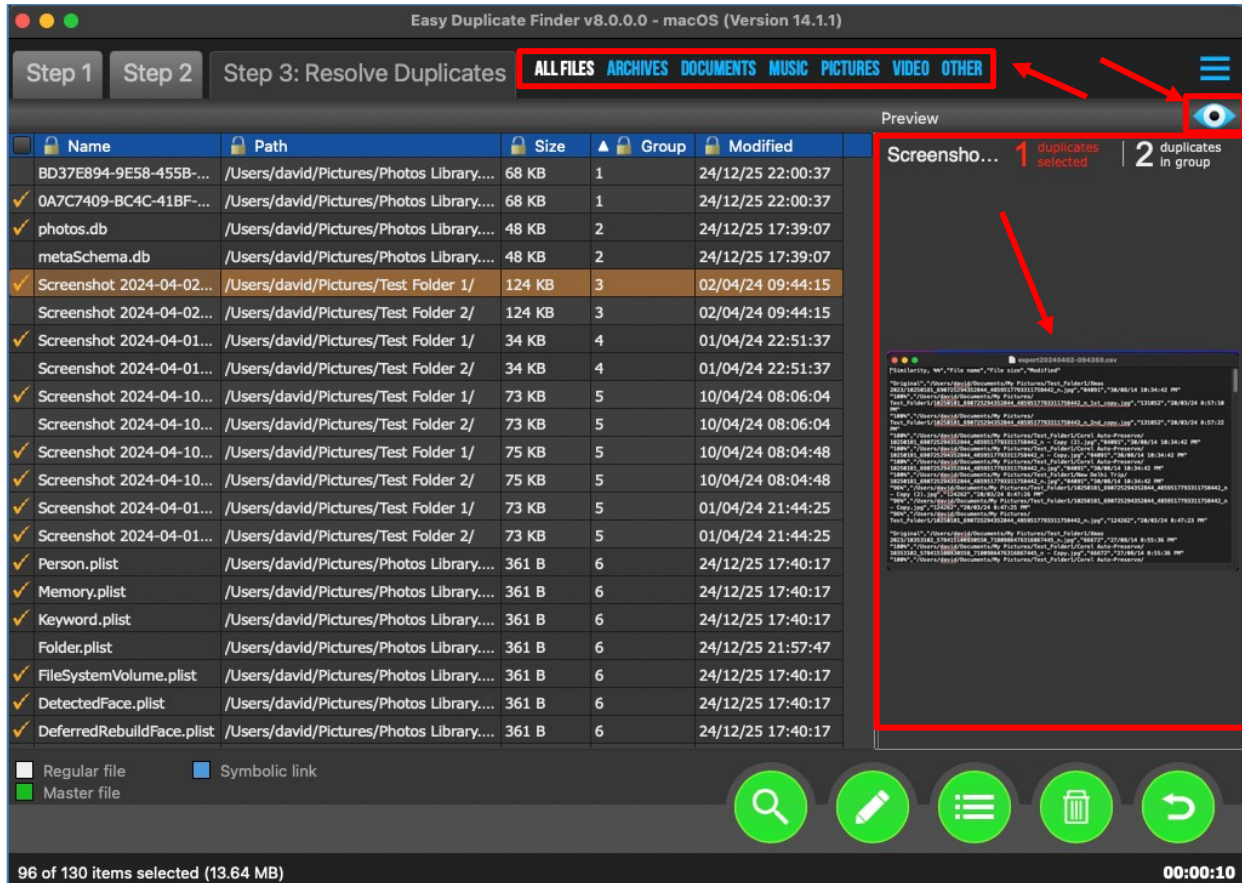 Easy Duplicate Finder v8.0.0.0 - macOS (Version 14.1.1)
Step 1 Step 2 Step 3: Resolve Duplicates ALL FILES ARCHIVES DOCUMENTS MUSIC PICTURES VIDEO OTHER
Preview
Name Path Size Group Modified
Screensho... 1 duplicates selected 2 duplicates in group
BD37E894-9E58-455B-... /Users/david/Pictures/Photos Library.... 68 KB 1 24/12/25 22:00:37
0A7C7409-BC4C-41BF-... /Users/david/Pictures/Photos Library.... 68 KB 1 24/12/25 22:00:37
photos.db /Users/david/Pictures/Photos Library.... 48 KB 2 24/12/25 17:39:07
metaSchema.db /Users/david/Pictures/Photos Library.... 48 KB 2 24/12/25 17:39:07
Screenshot 2024-04-02... /Users/david/Pictures/Test Folder 1/ 124 KB 3 02/04/24 09:44:15
Screenshot 2024-04-02... /Users/david/Pictures/Test Folder 2/ 124 KB 3 02/04/24 09:44:15
Screenshot 2024-04-01... /Users/david/Pictures/Test Folder 1/ 34 KB 4 01/04/24 22:51:37
Screenshot 2024-04-01... /Users/david/Pictures/Test Folder 2/ 34 KB 4 01/04/24 22:51:37
Screenshot 2024-04-10... /Users/david/Pictures/Test Folder 1/ 73 KB 5 10/04/24 08:06:04
Screenshot 2024-04-10... /Users/david/Pictures/Test Folder 2/ 73 KB 5 10/04/24 08:06:04
Screenshot 2024-04-10... /Users/david/Pictures/Test Folder 1/ 75 KB 5 10/04/24 08:04:48
Screenshot 2024-04-10... /Users/david/Pictures/Test Folder 2/ 75 KB 5 10/04/24 08:04:48
Screenshot 2024-04-01... /Users/david/Pictures/Test Folder 1/ 73 KB 5 01/04/24 21:44:25
Screenshot 2024-04-01... /Users/david/Pictures/Test Folder 2/ 73 KB 5 01/04/24 21:44:25
Person.plist /Users/david/Pictures/Photos Library.... 361 B 6 24/12/25 17:40:17
Memory.plist /Users/david/Pictures/Photos Library.... 361 B 6 24/12/25 17:40:17
Keyword.plist /Users/david/Pictures/Photos Library.... 361 B 6 24/12/25 17:40:17
Folder.plist /Users/david/Pictures/Photos Library.... 361 B 6 24/12/25 21:57:47
FileSystemVolume.plist /Users/david/Pictures/Photos Library.... 361 B 6 24/12/25 17:40:17
DetectedFace.plist /Users/david/Pictures/Photos Library.... 361 B 6 24/12/25 17:40:17
DeferredRebuildFace.plist /Users/david/Pictures/Photos Library.... 361 B 6 24/12/25 17:40:17
export20240402-094350.csv
"Similarity, %%","File name","File size","Modified"
Regular file Symbolic link
Master file
96 of 130 items selected (13.64 MB) 00:00:10